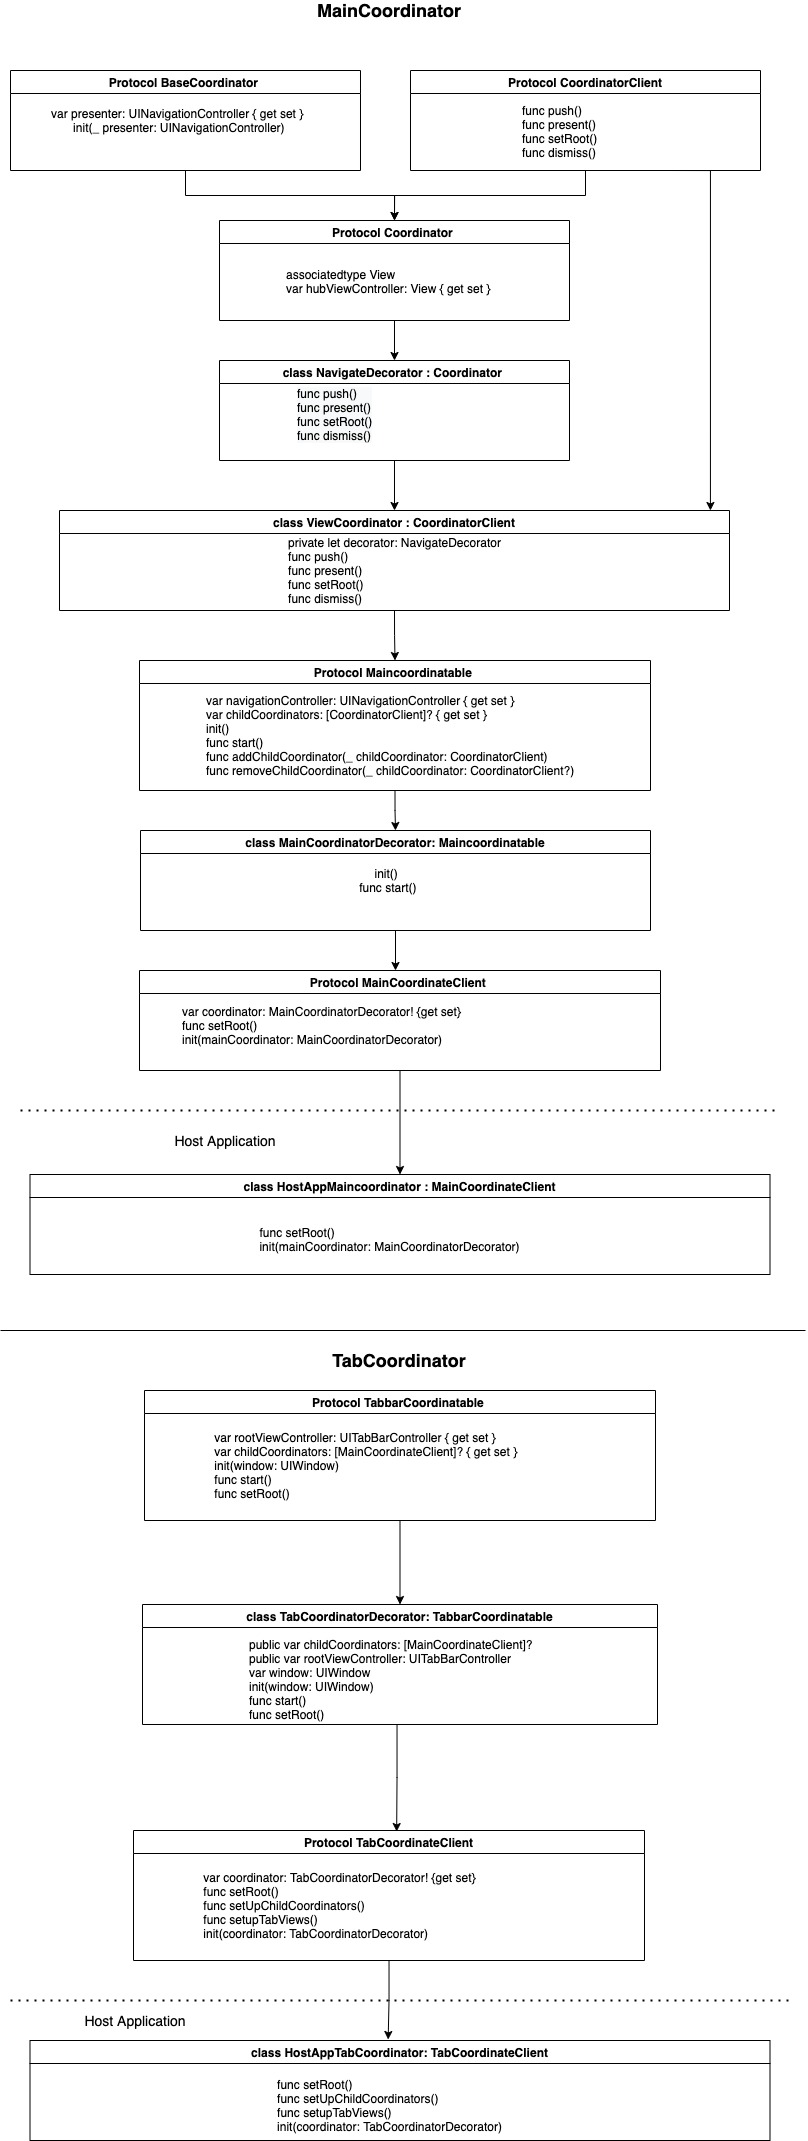 MainCoordinator
Protocol BaseCoordinator
var presenter: UINavigationController { get set }
init(_ presenter: UINavigationController)
Protocol CoordinatorClient
func push()
func present()
func setRoot()
func dismiss()
Protocol Coordinator
associatedtype View
var hubViewController: View { get set }
class NavigateDecorator : Coordinator
func push()
func present()
func setRoot()
func dismiss()
class ViewCoordinator : CoordinatorClient
private let decorator: NavigateDecorator
func push()
func present()
func setRoot()
func dismiss()
Protocol Maincoordinatable
var navigationController: UINavigationController { get set }
var childCoordinators: [CoordinatorClient]? { get set }
init()
func start()
func addChildCoordinator(_ childCoordinator: CoordinatorClient)
func removeChildCoordinator(_ childCoordinator: CoordinatorClient?)
class MainCoordinatorDecorator: Maincoordinatable
init()
func start()
Protocol MainCoordinateClient
var coordinator: MainCoordinatorDecorator! {get set}
func setRoot()
init(mainCoordinator: MainCoordinatorDecorator)
Host Application
class HostAppMaincoordinator : MainCoordinateClient
func setRoot()
init(mainCoordinator: MainCoordinatorDecorator)
TabCoordinator
Protocol TabbarCoordinatable
var rootViewController: UITabBarController { get set }
var childCoordinators: [MainCoordinateClient]? { get set }
init(window: UIWindow)
func start()
func setRoot()
class TabCoordinatorDecorator: TabbarCoordinatable
public var childCoordinators: [MainCoordinateClient]?
public var rootViewController: UITabBarController
var window: UIWindow
init(window: UIWindow)
func start()
func setRoot()
Protocol TabCoordinateClient
var coordinator: TabCoordinatorDecorator! {get set}
func setRoot()
func setUpChildCoordinators()
func setupTabViews()
init(coordinator: TabCoordinatorDecorator)
Host Application
class HostAppTabCoordinator: TabCoordinateClient
func setRoot()
func setUpChildCoordinators()
func setupTabViews()
init(coordinator: TabCoordinatorDecorator)